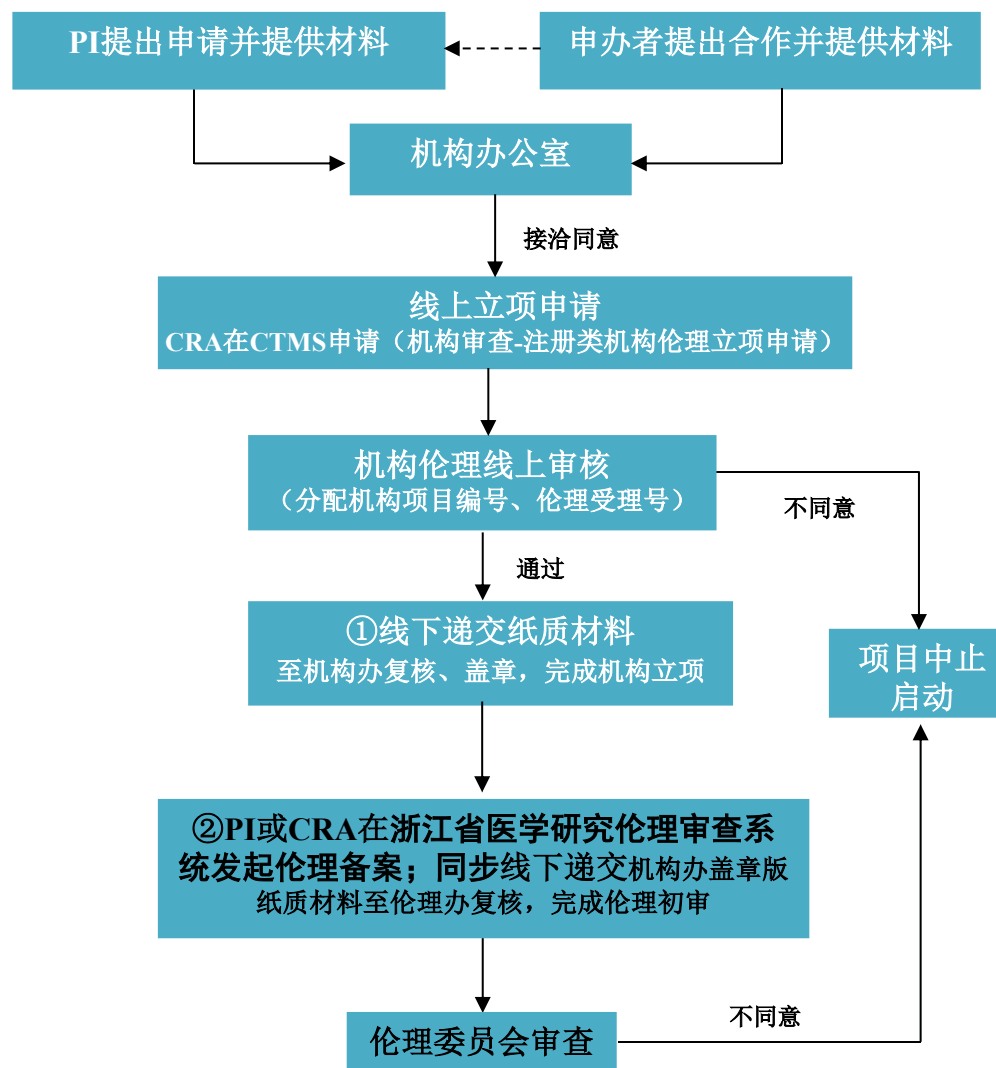 PI提出申请并提供材料
申办者提出合作并提供材料
机构办公室
接洽同意
线上立项申请
CRA在CTMS申请（机构审查-注册类机构伦理立项申请）
机构伦理线上审核
（分配机构项目编号、伦理受理号）
不同意
通过
①线下递交纸质材料
至机构办复核、盖章，完成机构立项
项目中止
启动
②PI或CRA在浙江省医学研究伦理审查系
统发起伦理备案；同步线下递交机构办盖章版
纸质材料至伦理办复核，完成伦理初审
不同意
伦理委员会审查